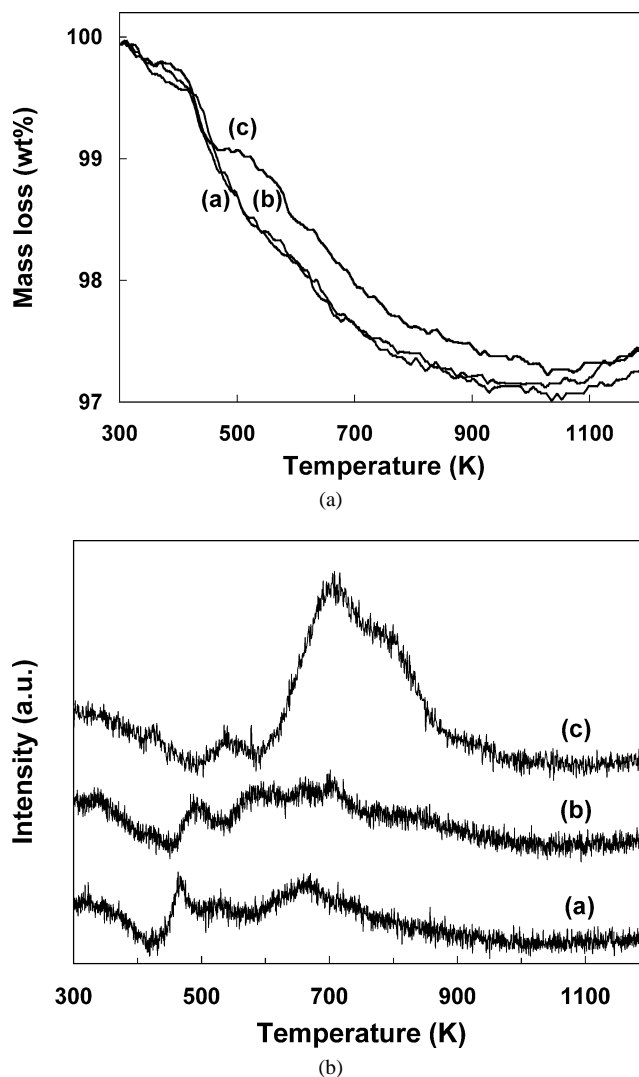 100
99
98
97
Mass loss (wt%)
(c)
(a)
(b)
300 500 700 900 1100
Temperature (K)
(a)
Intensity (a.u.)
(c)
(b)
(a)
300 500 700 900 1100
Temperature (K)
(b)